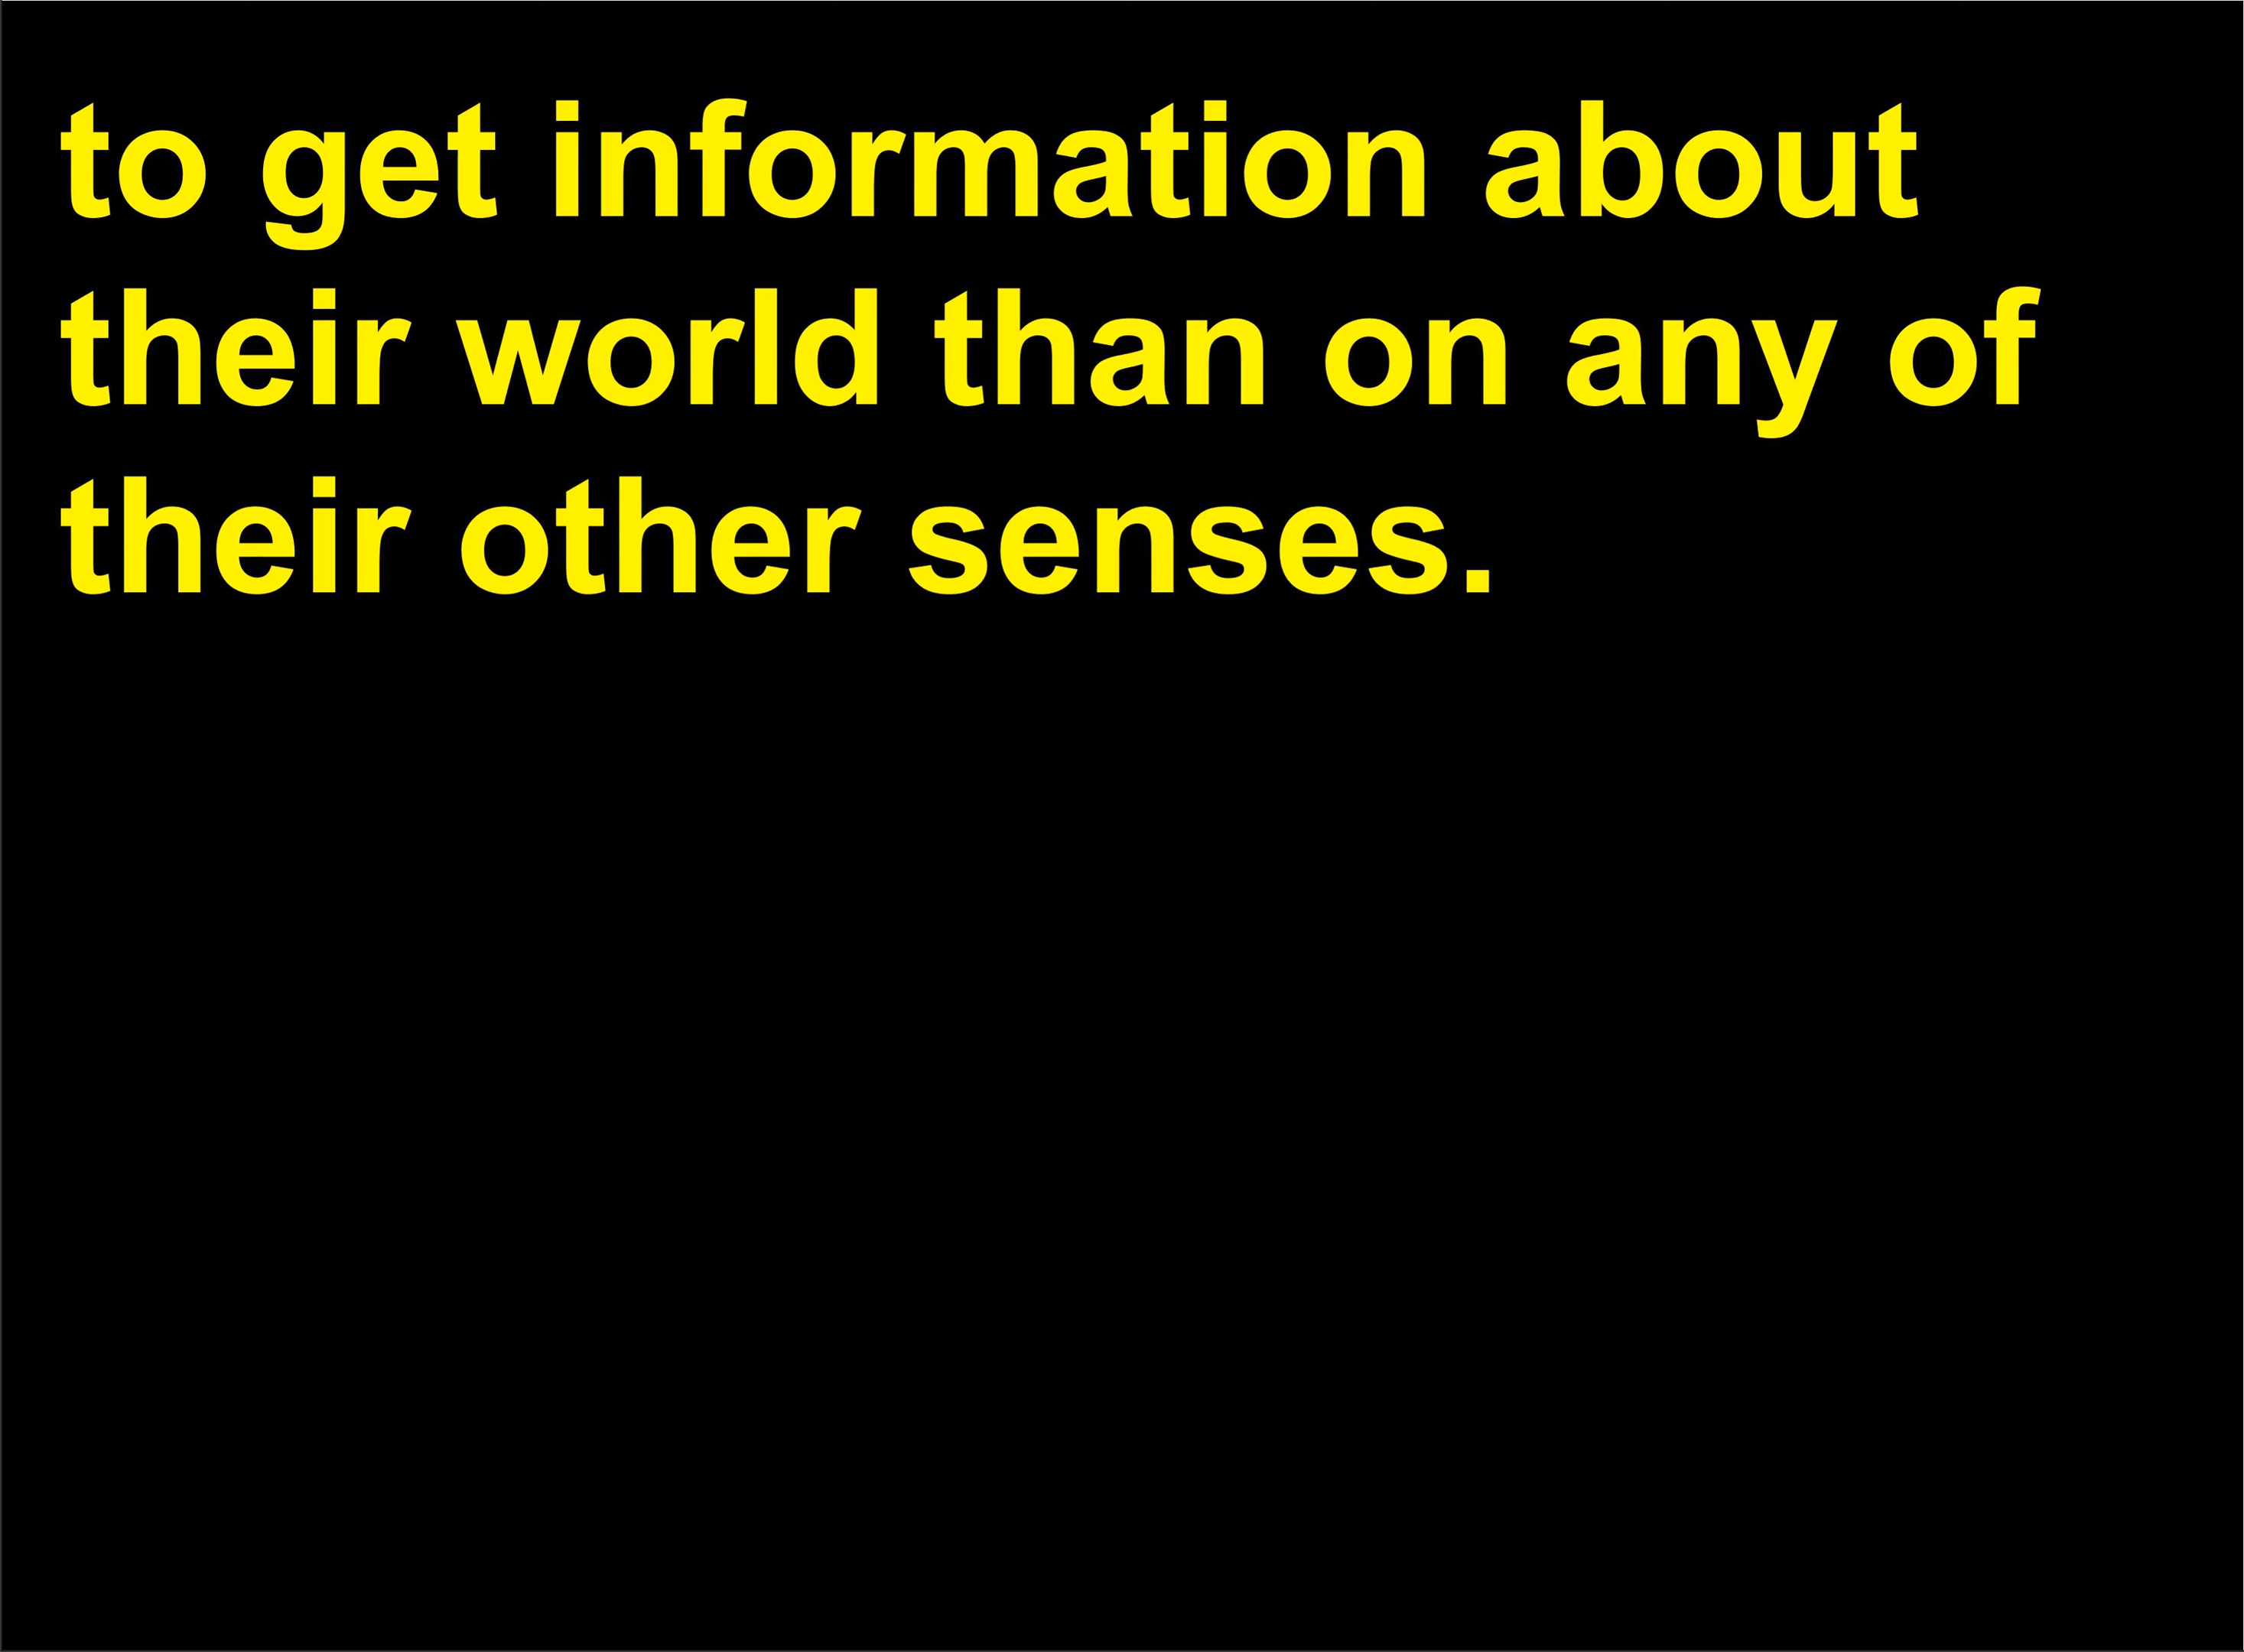 to get information about
their world than on any of
their other senses.